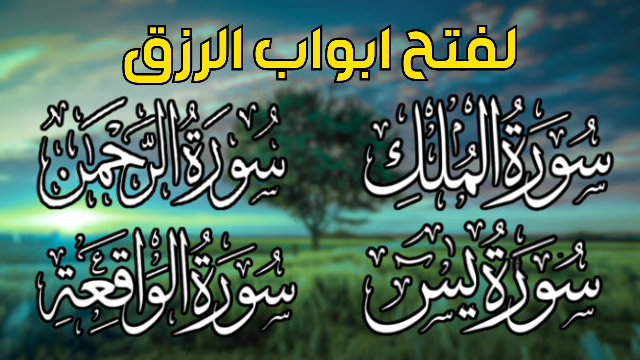 لفتح ابواب الرزق
سُورَةُ المُلْكِ
سُورَةُ الرَّحْمَٰن
سُورَةُ يسٓ
سُورَةُ الوَاقِعَةِ